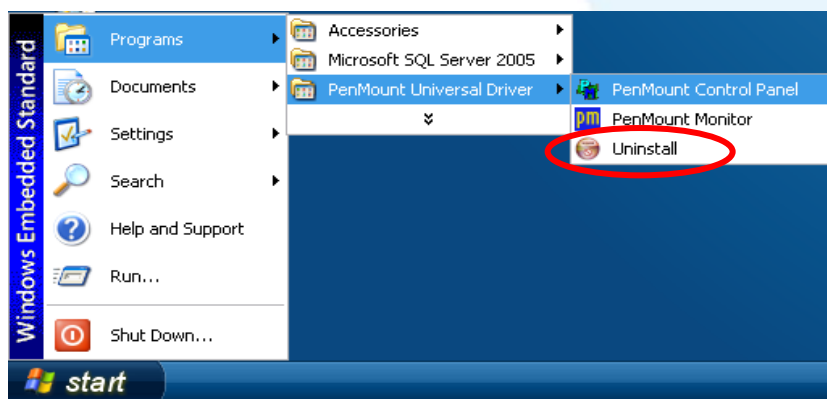 Windows Embedded Standard
Programs
Documents
Settings
Search
Help and Support
Run...
Shut Down...
Accessories
Microsoft SQL Server 2005
PenMount Universal Driver
PenMount Control Panel
pm PenMount Monitor
Uninstall
start